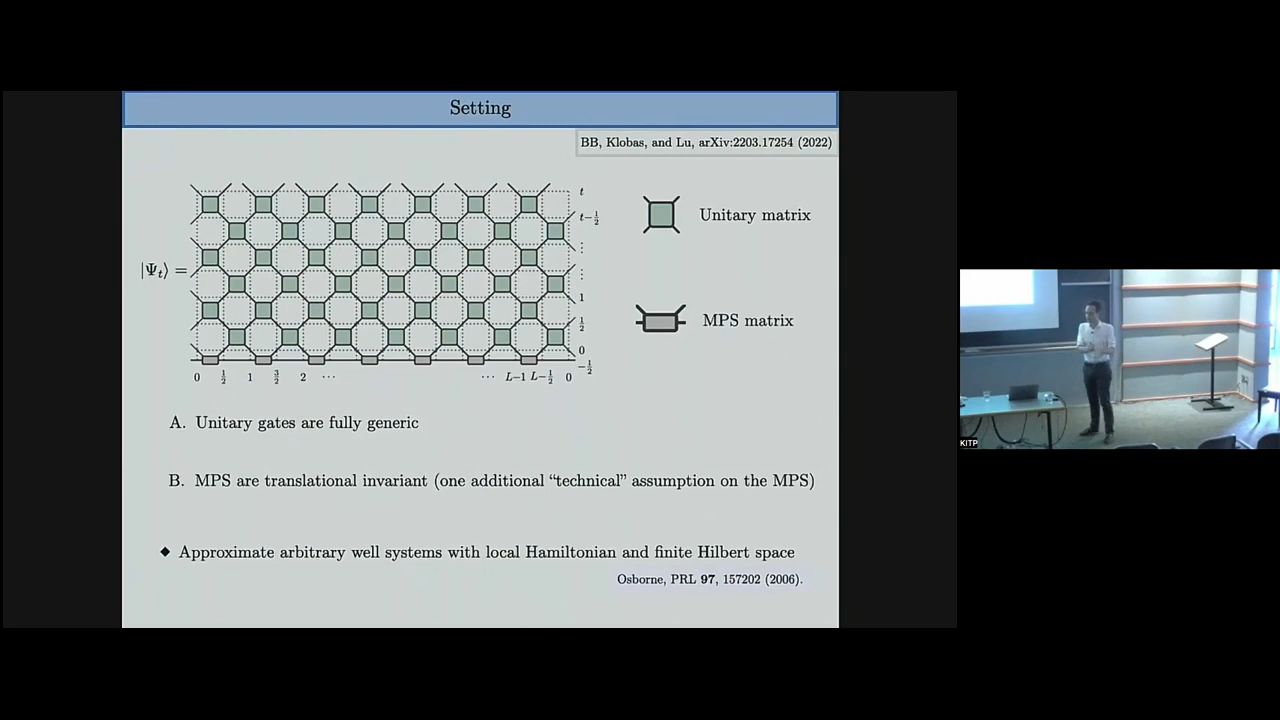 Setting
BB, Klobas, and Lu, arXiv:2203.17254 (2022)
t
t−1/2
⋮
⋮
1
1/2
0
−1/2
|Ψt⟩ =
0 1/2 1 3/2 2 ⋯ ⋯ L−1 L−1/2 0
Unitary matrix
MPS matrix
A. Unitary gates are fully generic
B. MPS are translational invariant (one additional “technical” assumption on the MPS)
◆ Approximate arbitrary well systems with local Hamiltonian and finite Hilbert space
Osborne, PRL 97, 157202 (2006).
KITP